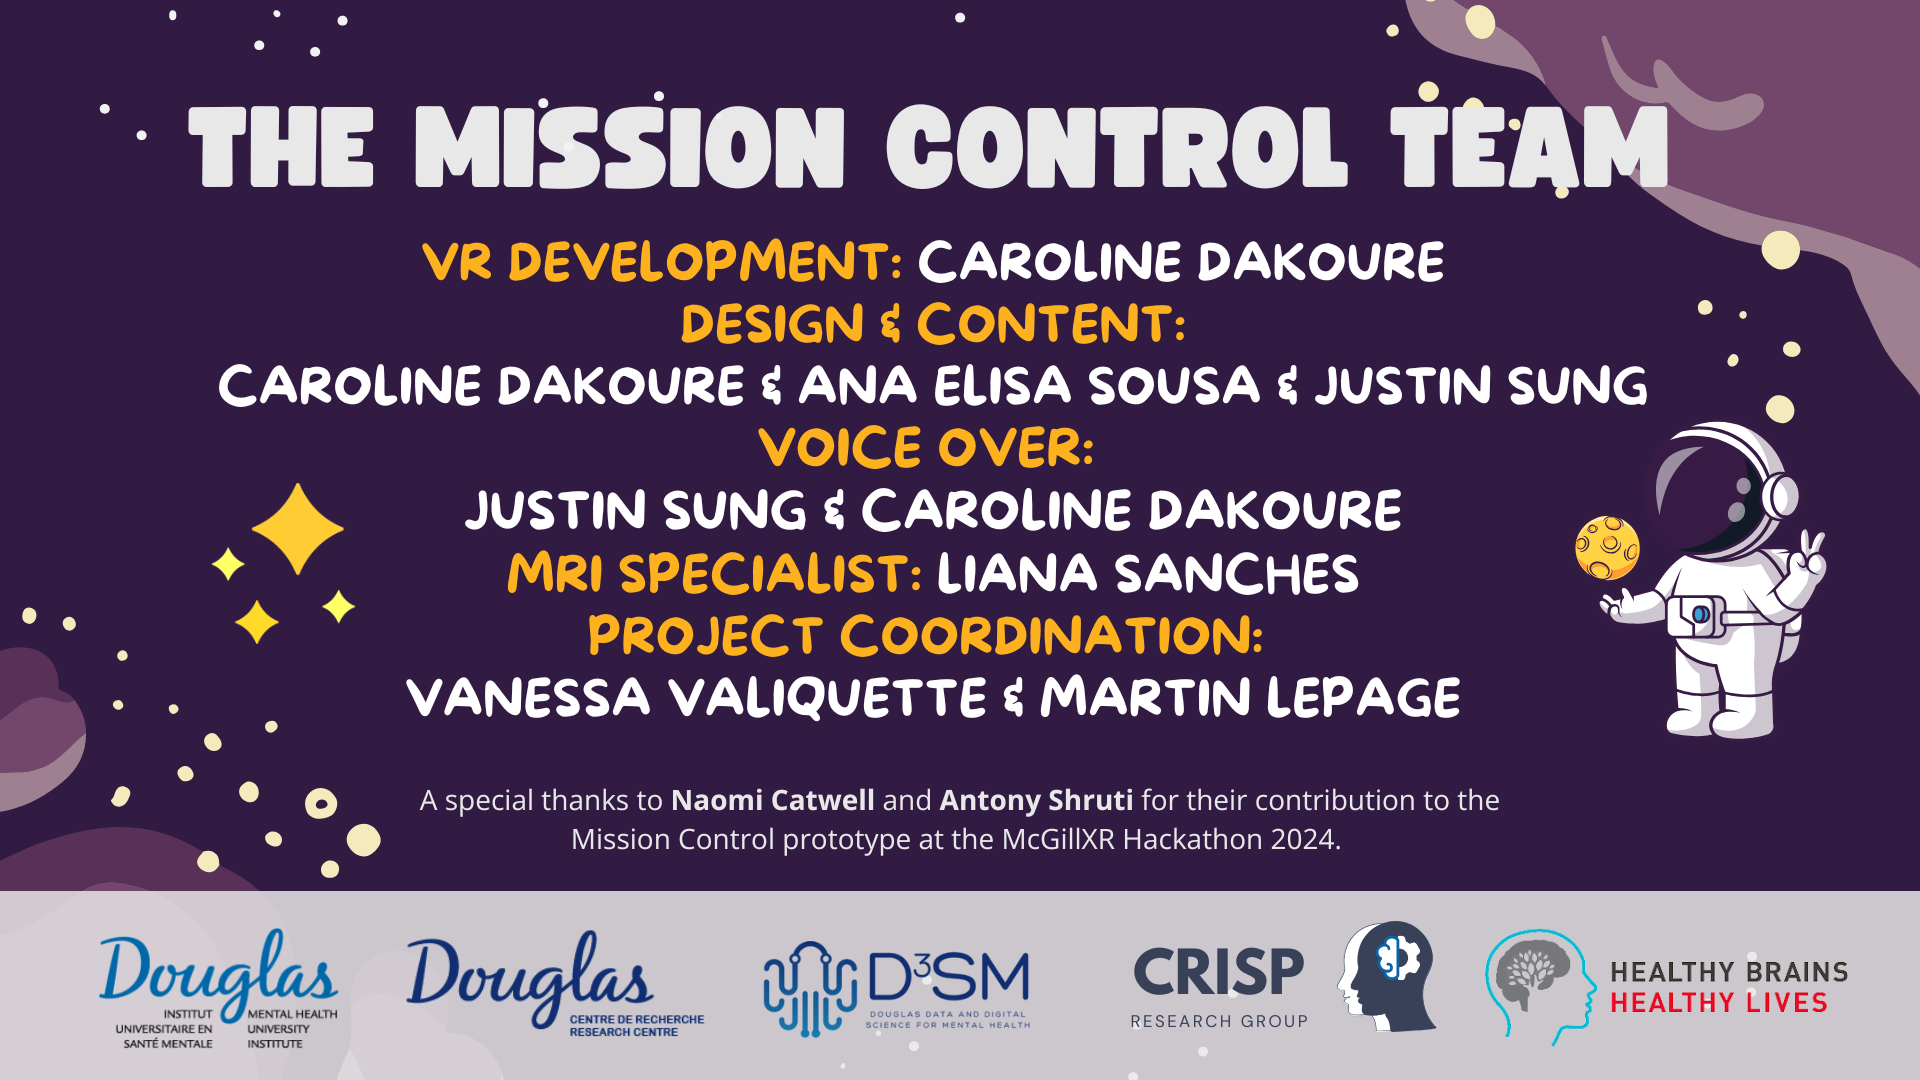 THE MISSION CONTROL TEAM
VR DEVELOPMENT: CAROLINE DAKOURE
DESIGN & CONTENT:
CAROLINE DAKOURE & ANA ELISA SOUSA & JUSTIN SUNG
VOICE OVER:
JUSTIN SUNG & CAROLINE DAKOURE
MRI SPECIALIST: LIANA SANCHES
PROJECT COORDINATION:
VANESSA VALIQUETTE & MARTIN LEPAGE
A special thanks to Naomi Catwell and Antony Shruti for their contribution to the
Mission Control prototype at the McGillXR Hackathon 2024.
Douglas
INSTITUT
UNIVERSITAIRE EN
SANTÉ MENTALE
MENTAL HEALTH
UNIVERSITY
INSTITUTE
Douglas
CENTRE DE RECHERCHE
RESEARCH CENTRE
D³SM
DOUGLAS DATA AND DIGITAL
SCIENCE FOR MENTAL HEALTH
CRISP
RESEARCH GROUP
HEALTHY BRAINS
HEALTHY LIVES